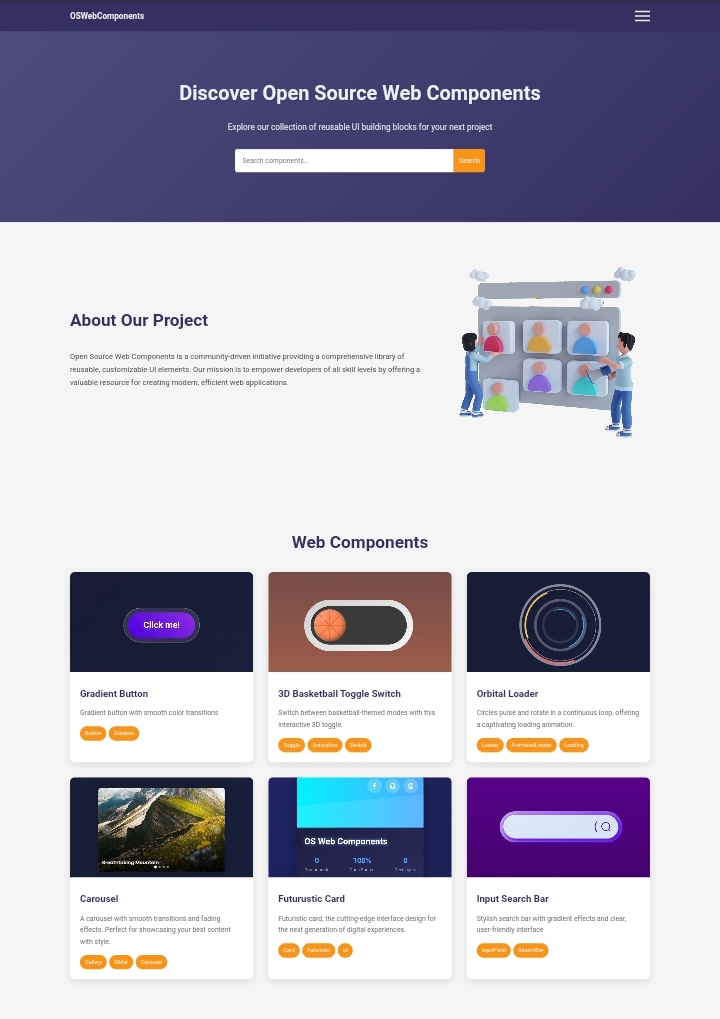 OSWebComponents
Discover Open Source Web Components
Explore our collection of reusable UI building blocks for your next project
Search components...
Search
About Our Project
Open Source Web Components is a community-driven initiative providing a comprehensive library of
reusable, customizable UI elements. Our mission is to empower developers of all skill levels by offering a
valuable resource for creating modern, efficient web applications.
Web Components
Click me!
Gradient Button
Gradient button with smooth color transitions
Button
Gradient
3D Basketball Toggle Switch
Switch between basketball-themed modes with this
interactive 3D toggle.
Toggle
Animation
Switch
Orbital Loader
Circles pulse and rotate in a continuous loop, offering
a captivating loading animation.
Loader
AnimatedLoader
Loading
Breathtaking Mountain
Carousel
A carousel with smooth transitions and fading
effects. Perfect for showcasing your best content
with style.
Gallery
Slider
Carousel
OS Web Components
0
100%
0
Futurustic Card
Futuristic card, the cutting-edge interface design for
the next generation of digital experiences.
Card
Futuristic
UI
Input Search Bar
Stylish search bar with gradient effects and clear,
user-friendly interface
InputField
SearchBar